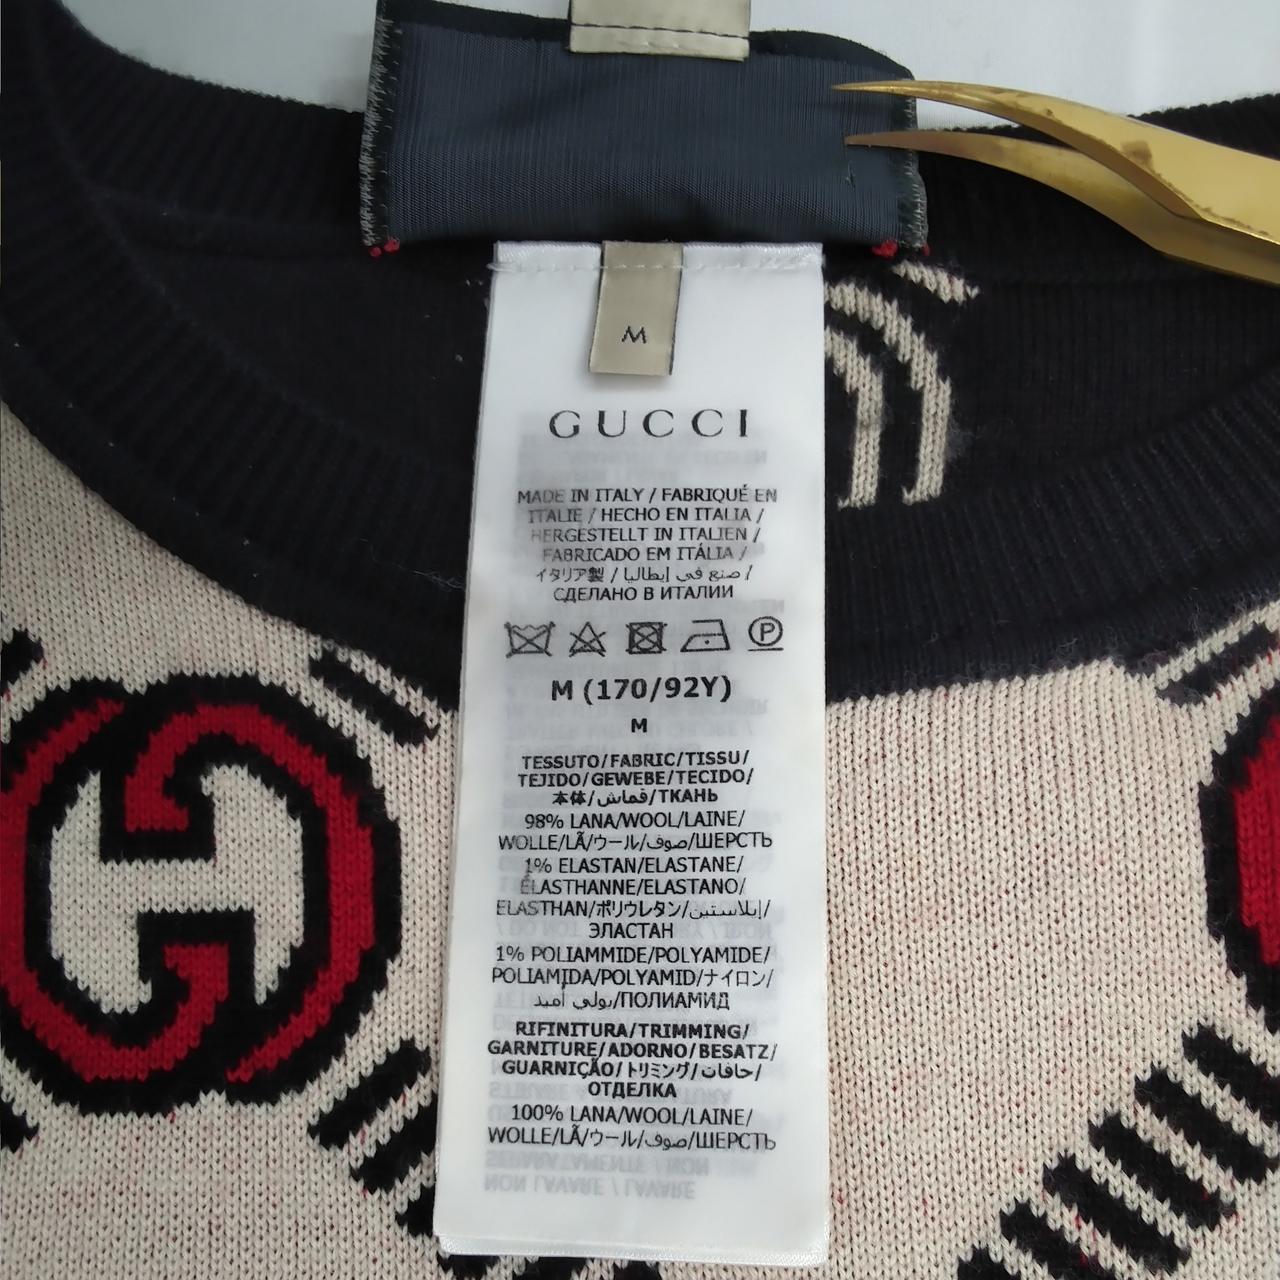 M
GUCCI
MADE IN ITALY / FABRIQUÉ EN
ITALIE / HECHO EN ITALIA /
HERGESTELLT IN ITALIEN /
FABRICADO EM ITÁLIA /
イタリア製 / صنع في إيطاليا /
СДЕЛАНО В ИТАЛИИ
P
M (170/92Y)
M
TESSUTO/FABRIC/TISSU/
TEJIDO/GEWEBE/TECIDO/
本体/قماش/ТКАНЬ
98% LANA/WOOL/LAINE/
WOLLE/LÃ/ウール/صوف/ШЕРСТЬ
1% ELASTAN/ELASTANE/
ÉLASTHANNE/ELASTANO/
ELASTHAN/ポリウレタン/إيلاستين/
ЭЛАСТАН
1% POLIAMMIDE/POLYAMIDE/
POLIAMIDA/POLYAMID/ナイロン/
بولي أميد/ПОЛИАМИД
RIFINITURA/TRIMMING/
GARNITURE/ADORNO/BESATZ/
GUARNIÇÃO/トリミング/حافات/
ОТДЕЛКА
100% LANA/WOOL/LAINE/
WOLLE/LÃ/ウール/صوف/ШЕРСТЬ